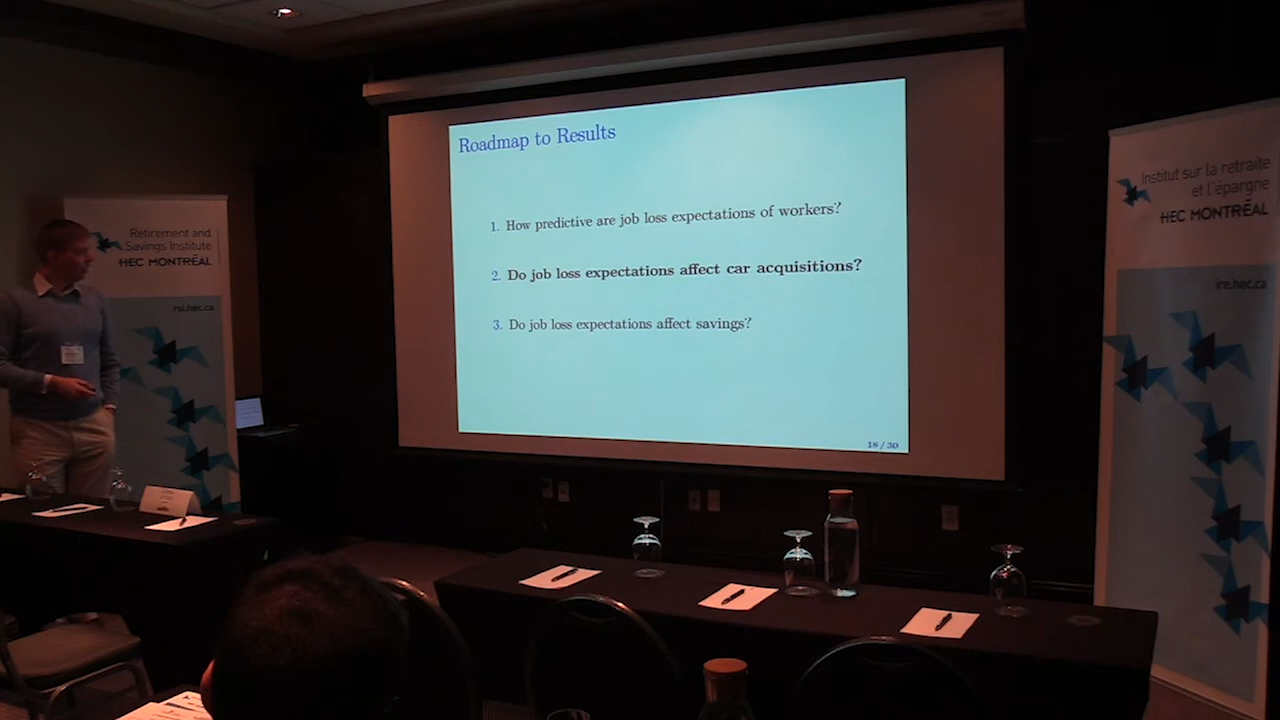 Roadmap to Results
1. How predictive are job loss expectations of workers?
2. Do job loss expectations affect car acquisitions?
3. Do job loss expectations affect savings?
18 / 30
Retirement and
Savings Institute
HEC MONTRÉAL
rsi.hec.ca
Institut sur la retraite
et l'épargne
HEC MONTRÉAL
ire.hec.ca